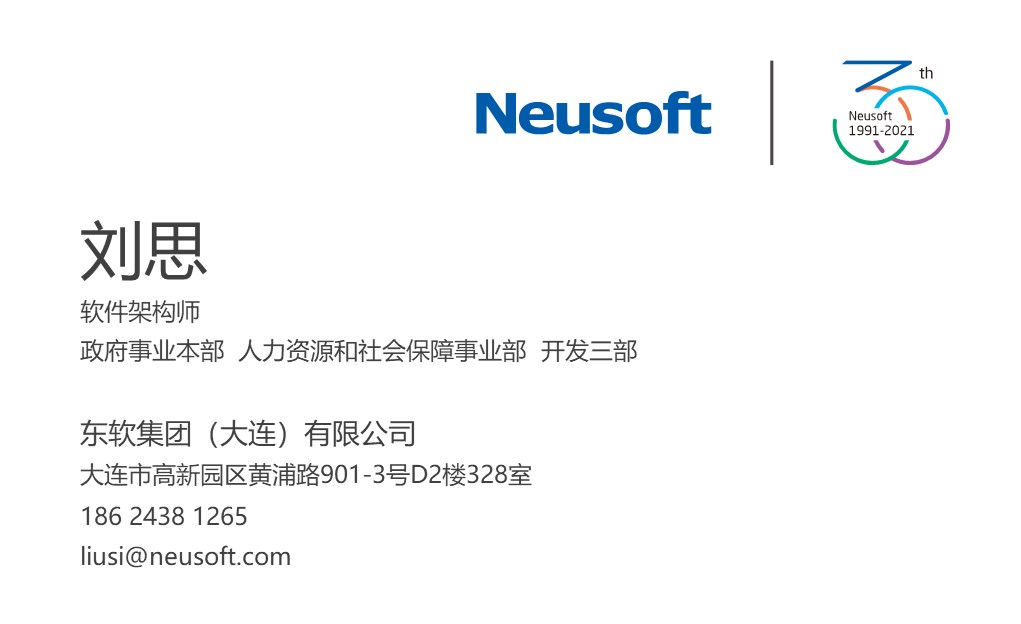 Neusoft
th
Neusoft
1991-2021
刘思
软件架构师
政府事业本部 人力资源和社会保障事业部 开发三部
东软集团（大连）有限公司
大连市高新园区黄浦路901-3号D2楼328室
186 2438 1265
liusi@neusoft.com